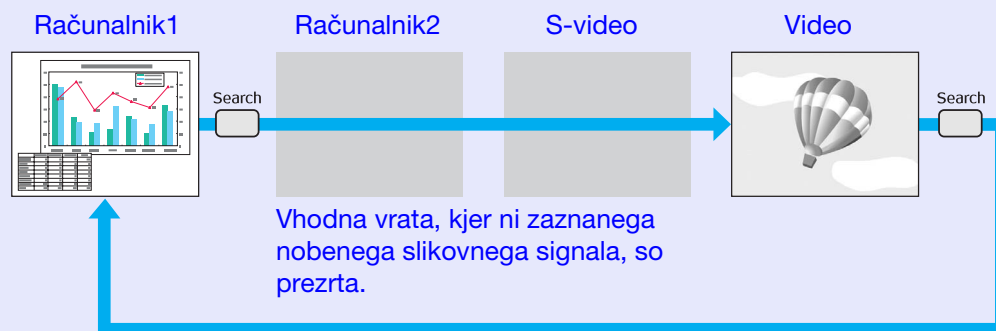 Računalnik1
Računalnik2
S-video
Video
Search
Search
Vhodna vrata, kjer ni zaznanega
nobenega slikovnega signala, so
prezrta.